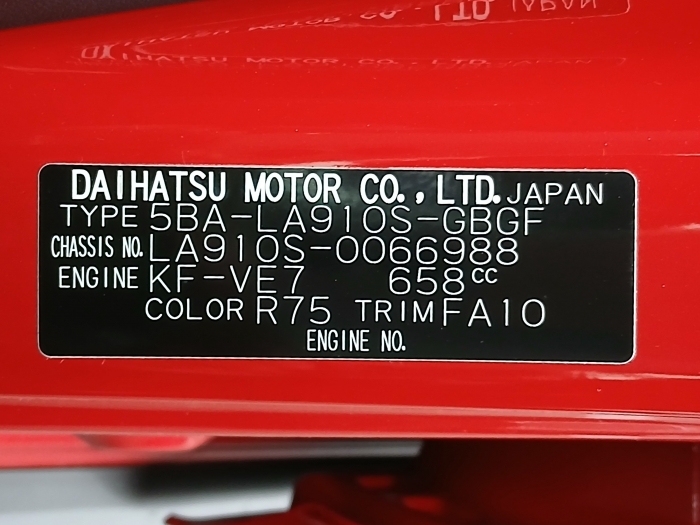 DAIHATSU MOTOR CO., LTD. JAPAN
TYPE 5BA-LA910S-GBGF
CHASSIS NO. LA910S-0066988
ENGINE KF-VE7 658CC
COLOR R75 TRIM FA10
ENGINE NO.